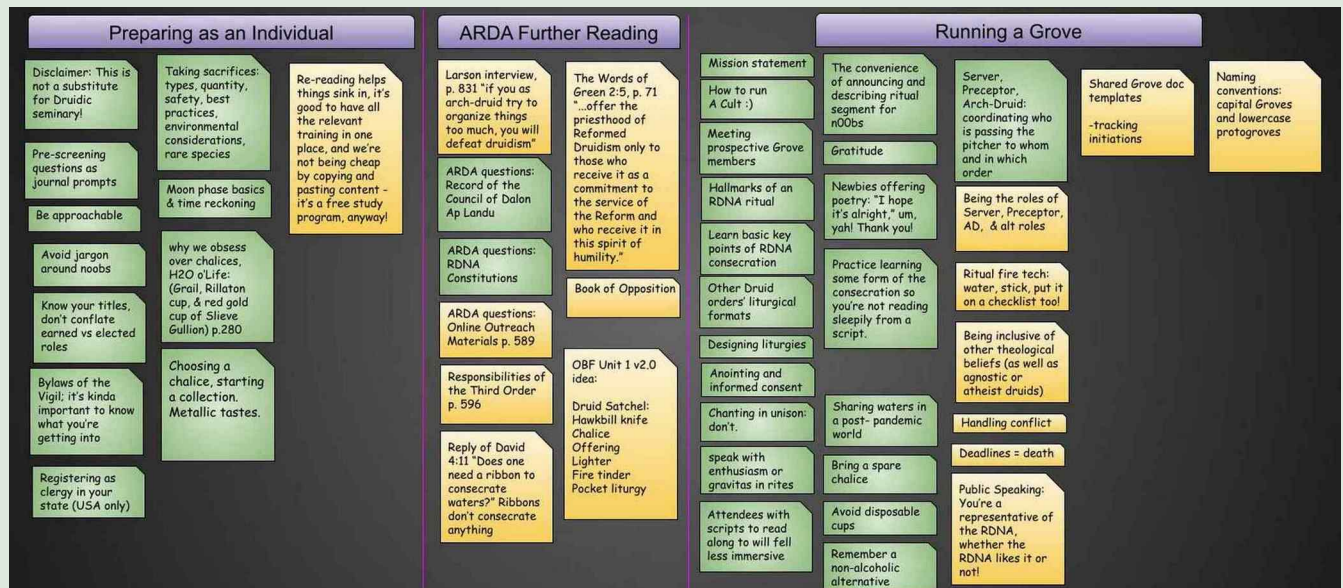 Preparing as an Individual
Disclaimer: This is
not a substitute
for Druidic
seminary!
Pre-screening
questions as
journal prompts
Be approachable
Avoid jargon
around noobs
Know your titles,
don't conflate
earned vs elected
roles
Bylaws of the
Vigil; it's kinda
important to know
what you're
getting into
Registering as
clergy in your
state (USA only)
Taking sacrifices:
types, quantity,
safety, best
practices,
environmental
considerations,
rare species
Moon phase basics
& time reckoning
why we obsess
over chalices,
H2O o'Life:
(Grail, Rillaton
cup, & red gold
cup of Slieve
Gullion) p.280
Choosing a
chalice, starting
a collection.
Metallic tastes.
Re-reading helps
things sink in, it's
good to have all
the relevant
training in one
place, and we're
not being cheap
by copying and
pasting content -
it's a free study
program, anyway!
ARDA Further Reading
Larson interview,
p. 831 "if you as
arch-druid try to
organize things
too much, you will
defeat druidism"
ARDA questions:
Record of the
Council of Dalon
Ap Landu
ARDA questions:
RDNA
Constitutions
ARDA questions:
Online Outreach
Materials p. 589
Responsibilities of
the Third Order
p. 596
Reply of David
4:11 "Does one
need a ribbon to
consecrate
waters?" Ribbons
don't consecrate
anything
The Words of
Green 2:5, p. 71
"...offer the
priesthood of
Reformed
Druidism only to
those who
receive it as a
commitment to
the service of
the Reform and
who receive it in
this spirit of
humility."
Book of Opposition
OBF Unit 1 v2.0
idea:
Druid Satchel:
Hawkbill knife
Chalice
Offering
Lighter
Fire tinder
Pocket liturgy
Running a Grove
Mission statement
How to run
A Cult :)
Meeting
prospective Grove
members
Hallmarks of an
RDNA ritual
Learn basic key
points of RDNA
consecration
Other Druid
orders' liturgical
formats
Designing liturgies
Anointing and
informed consent
Chanting in unison:
don't.
speak with
enthusiasm or
gravitas in rites
Attendees with
scripts to read
along to will fell
less immersive
The convenience
of announcing and
describing ritual
segment for
n00bs
Gratitude
Newbies offering
poetry: "I hope
it's alright," um,
yah! Thank you!
Practice learning
some form of the
consecration so
you're not reading
sleepily from a
script.
Sharing waters in
a post- pandemic
world
Bring a spare
chalice
Avoid disposable
cups
Remember a
non-alcoholic
alternative
Server,
Preceptor,
Arch-Druid:
coordinating who
is passing the
pitcher to whom
and in which
order
Being the roles of
Server, Preceptor,
AD, & alt roles
Ritual fire tech:
water, stick, put it
on a checklist too!
Being inclusive of
other theological
beliefs (as well as
agnostic or
atheist druids)
Handling conflict
Deadlines = death
Public Speaking:
You're a
representative of
the RDNA,
whether the
RDNA likes it or
not!
Shared Grove doc
templates
-tracking
initiations
Naming
conventions:
capital Groves
and lowercase
protogroves